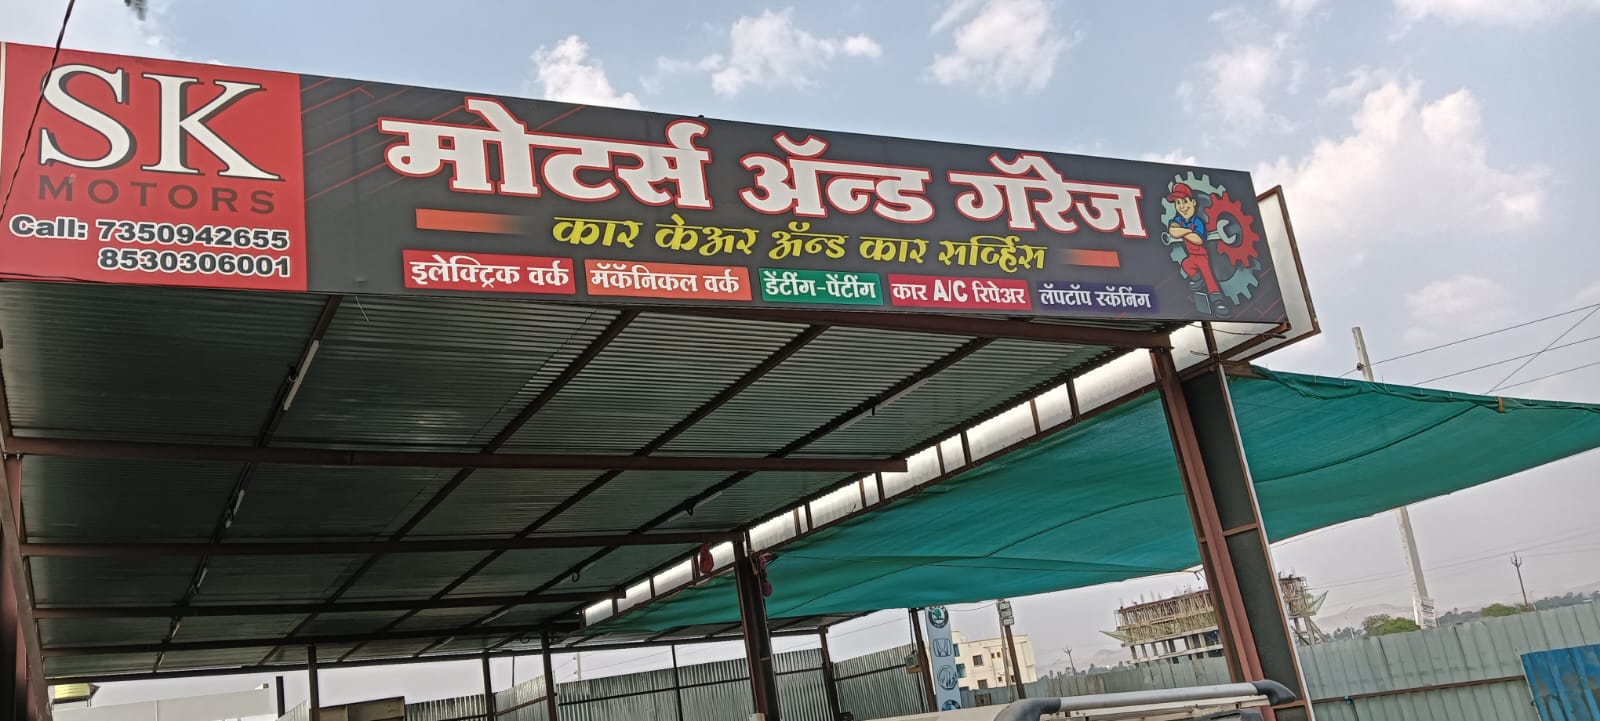 SK
MOTORS
Call: 7350942655
8530306001
मोटर्स ॲन्ड गॅरेज
कार केअर ॲन्ड कार सर्व्हिस
इलेक्ट्रिक वर्क
मॅकॅनिकल वर्क
डेंटींग-पेंटींग
कार A/C रिपेअर
लॅपटॉप स्कॅनिंग